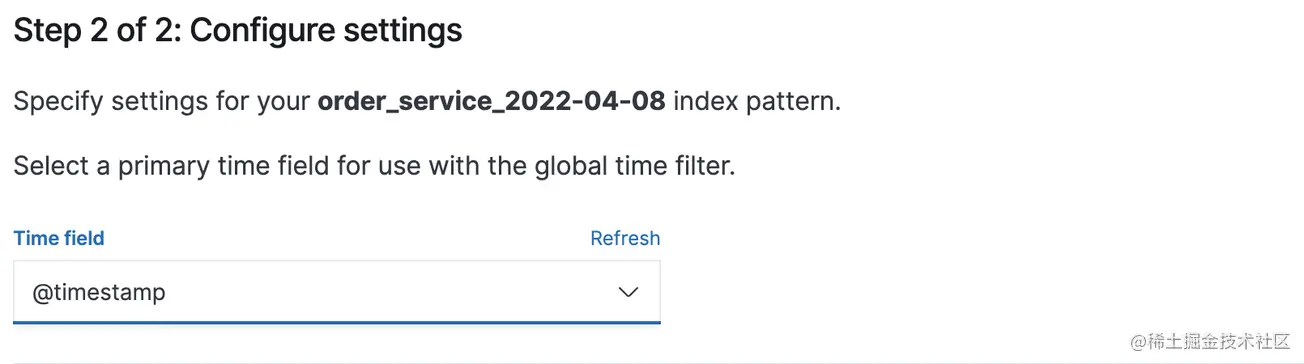 Step 2 of 2: Configure settings
Specify settings for your order_service_2022-04-08 index pattern.
Select a primary time field for use with the global time filter.
Time field Refresh
@timestamp
@稀土掘金技术社区